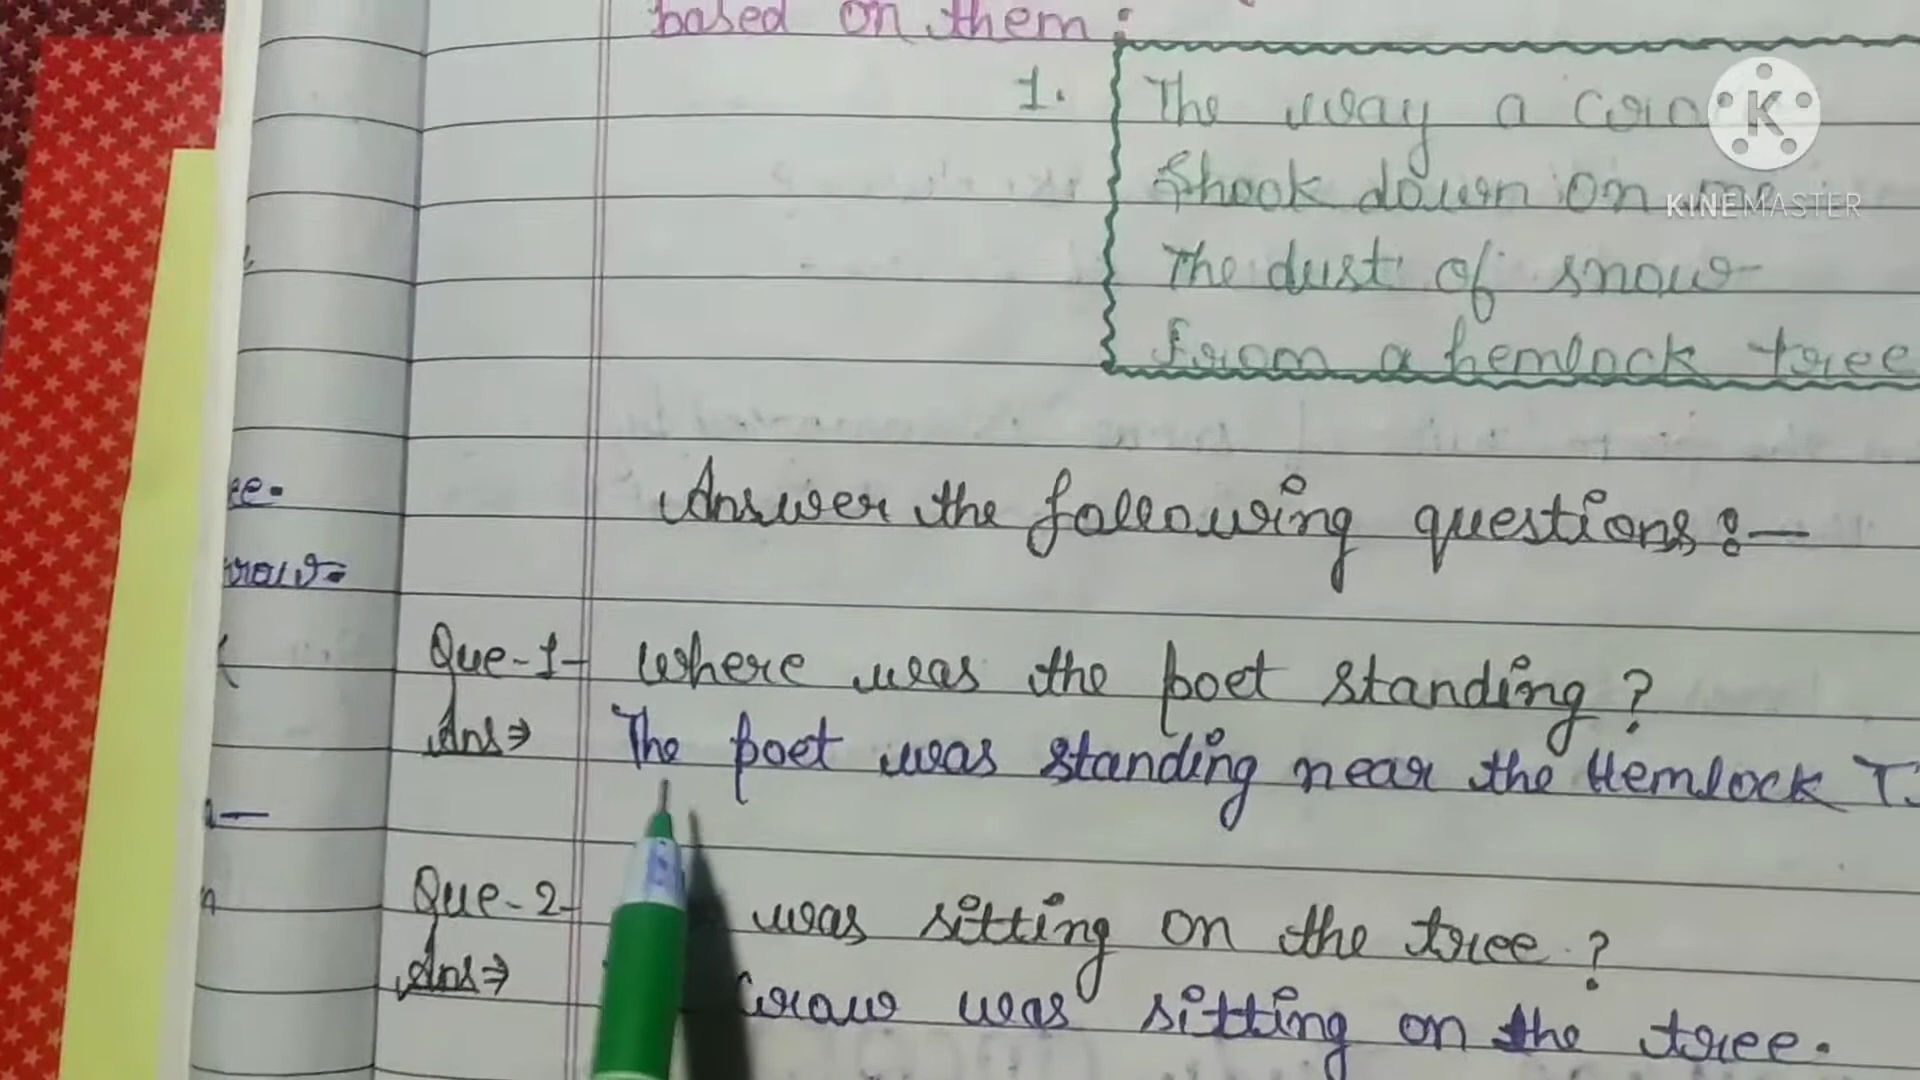 based on them :
1. The way a
Shook down on me
The dust of snow
From a hemlock tree
Answer the following questions :—
Que-1- Where was the poet standing ?
Ans⇒ The poet was standing near the Hemlock T.
Que-2- was sitting on the tree ?
Ans⇒ Craw was sitting on the tree.
KINEMASTER